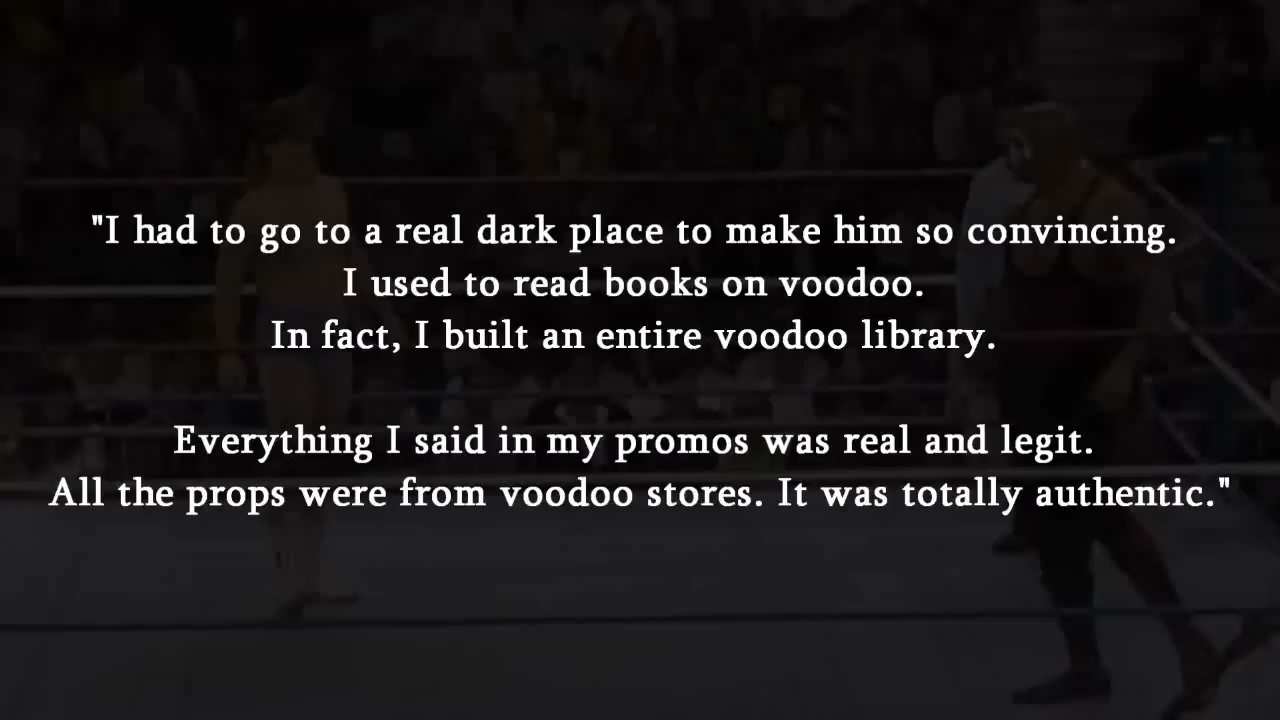 "I had to go to a real dark place to make him so convincing.
I used to read books on voodoo.
In fact, I built an entire voodoo library.
Everything I said in my promos was real and legit.
All the props were from voodoo stores. It was totally authentic."